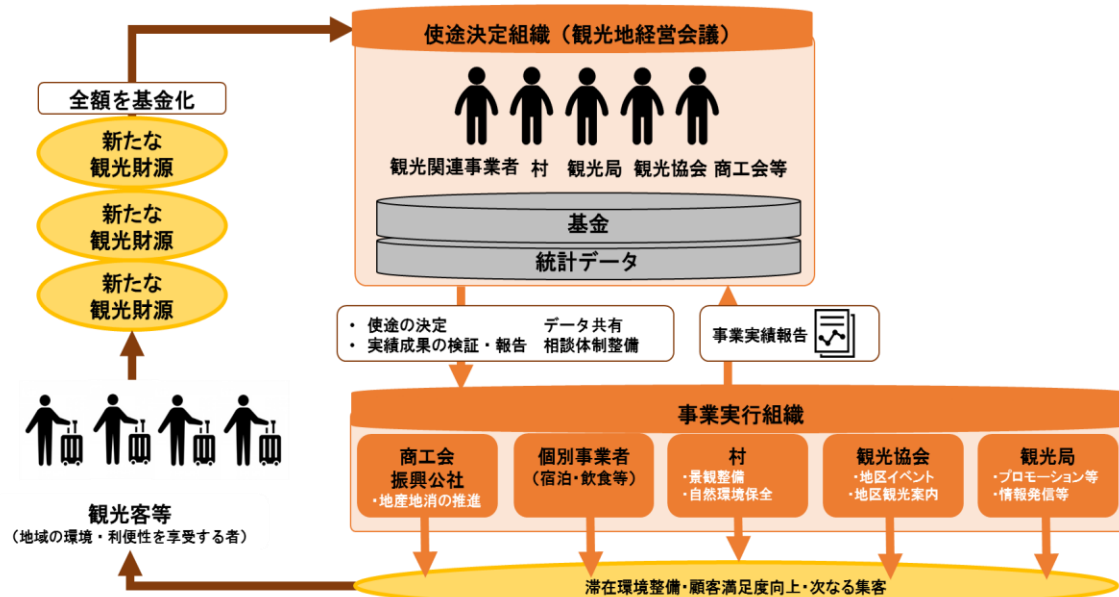 使途決定組織（観光地経営会議）
観光関連事業者 村 観光局 観光協会 商工会等
基金
統計データ
全額を基金化
新たな
観光財源
新たな
観光財源
新たな
観光財源
・ 使途の決定 データ共有
・ 実績成果の検証・報告 相談体制整備
事業実績報告
事業実行組織
商工会
振興公社
・地産地消の推進
個別事業者
（宿泊・飲食等）
村
・景観整備
・自然環境保全
観光協会
・地区イベント
・地区観光案内
観光局
・プロモーション等
・情報発信等
観光客等
（地域の環境・利便性を享受する者）
滞在環境整備・顧客満足度向上・次なる集客